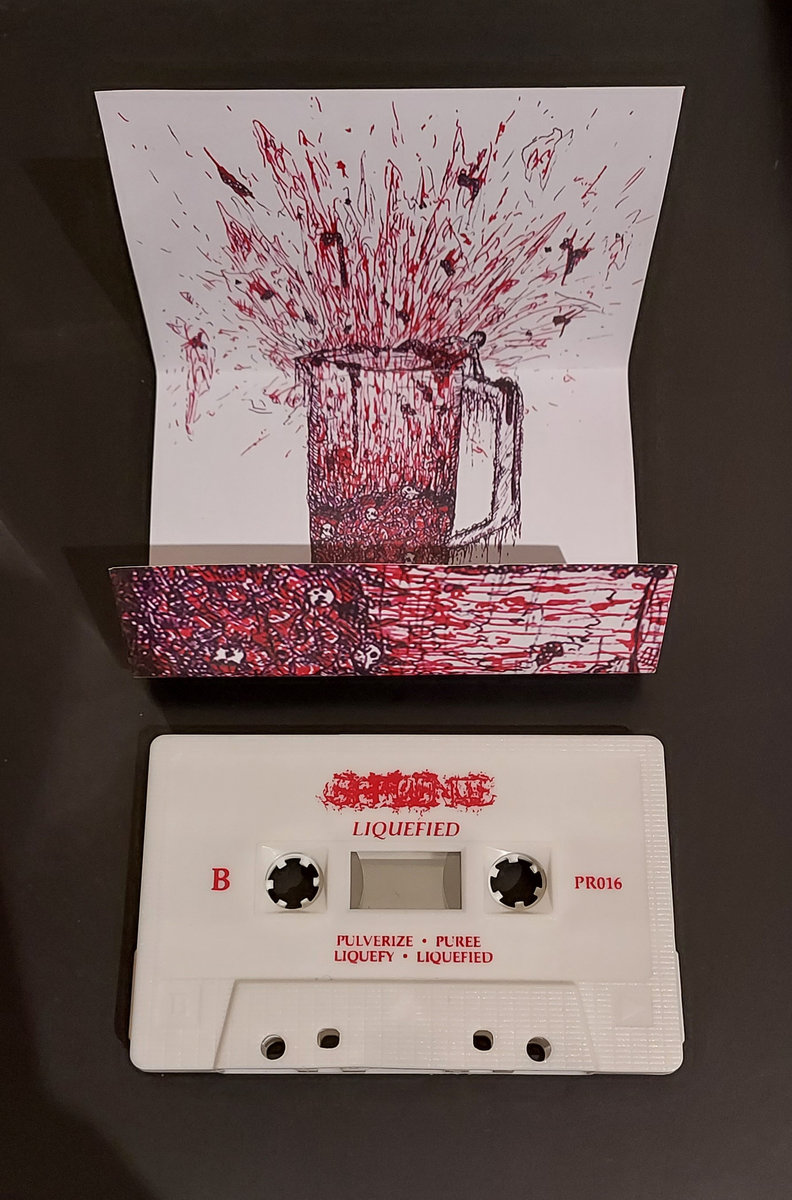 LIQUEFIED
B
PR016
PULVERIZE • PUREE
LIQUEFY • LIQUEFIED